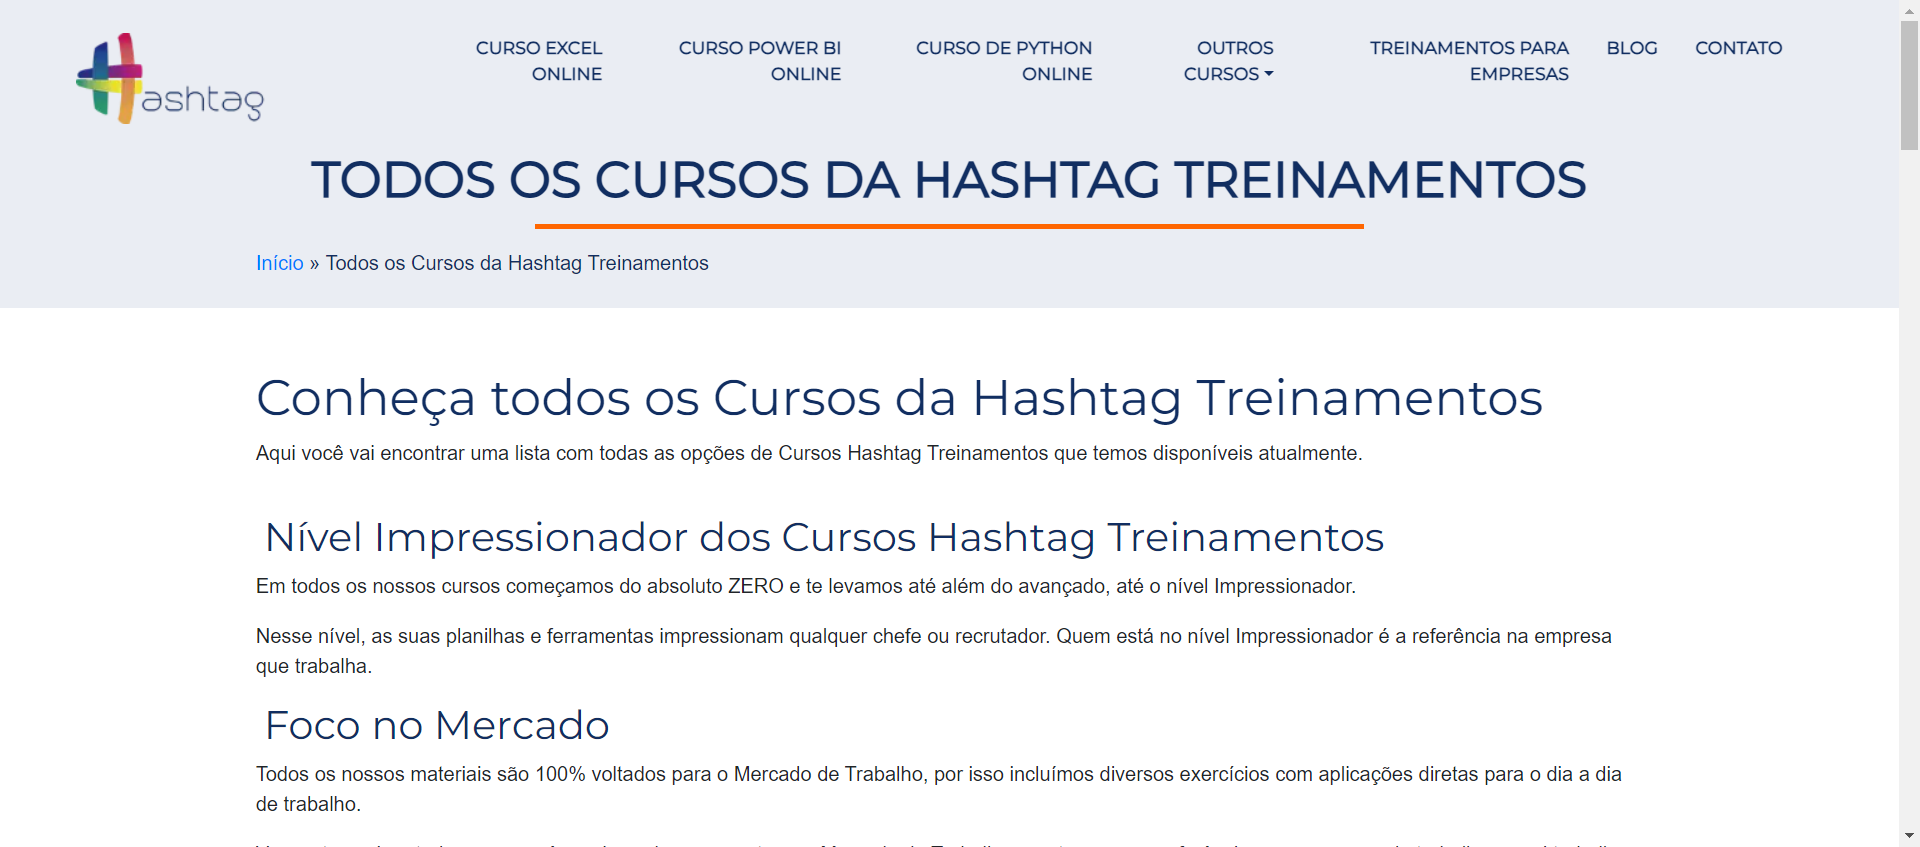 Hashtag
CURSO EXCEL
ONLINE
CURSO POWER BI
ONLINE
CURSO DE PYTHON
ONLINE
OUTROS
CURSOS
TREINAMENTOS PARA
EMPRESAS
BLOG
CONTATO
TODOS OS CURSOS DA HASHTAG TREINAMENTOS
Início » Todos os Cursos da Hashtag Treinamentos
Conheça todos os Cursos da Hashtag Treinamentos
Aqui você vai encontrar uma lista com todas as opções de Cursos Hashtag Treinamentos que temos disponíveis atualmente.
Nível Impressionador dos Cursos Hashtag Treinamentos
Em todos os nossos cursos começamos do absoluto ZERO e te levamos até além do avançado, até o nível Impressionador.
Nesse nível, as suas planilhas e ferramentas impressionam qualquer chefe ou recrutador. Quem está no nível Impressionador é a referência na empresa
que trabalha.
Foco no Mercado
Todos os nossos materiais são 100% voltados para o Mercado de Trabalho, por isso incluímos diversos exercícios com aplicações diretas para o dia a dia
de trabalho.